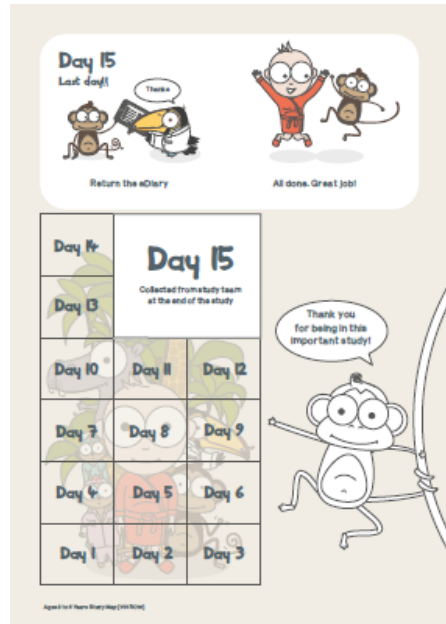 Day 15
Last day!!
Thanks
Return the eDiary
All done. Great job!
Day 14
Day 15
Collected from study team
at the end of the study
Day 13
Thank you
for being in this
important study!
Day 10
Day 11
Day 12
Day 7
Day 8
Day 9
Day 4
Day 5
Day 6
Day 1
Day 2
Day 3